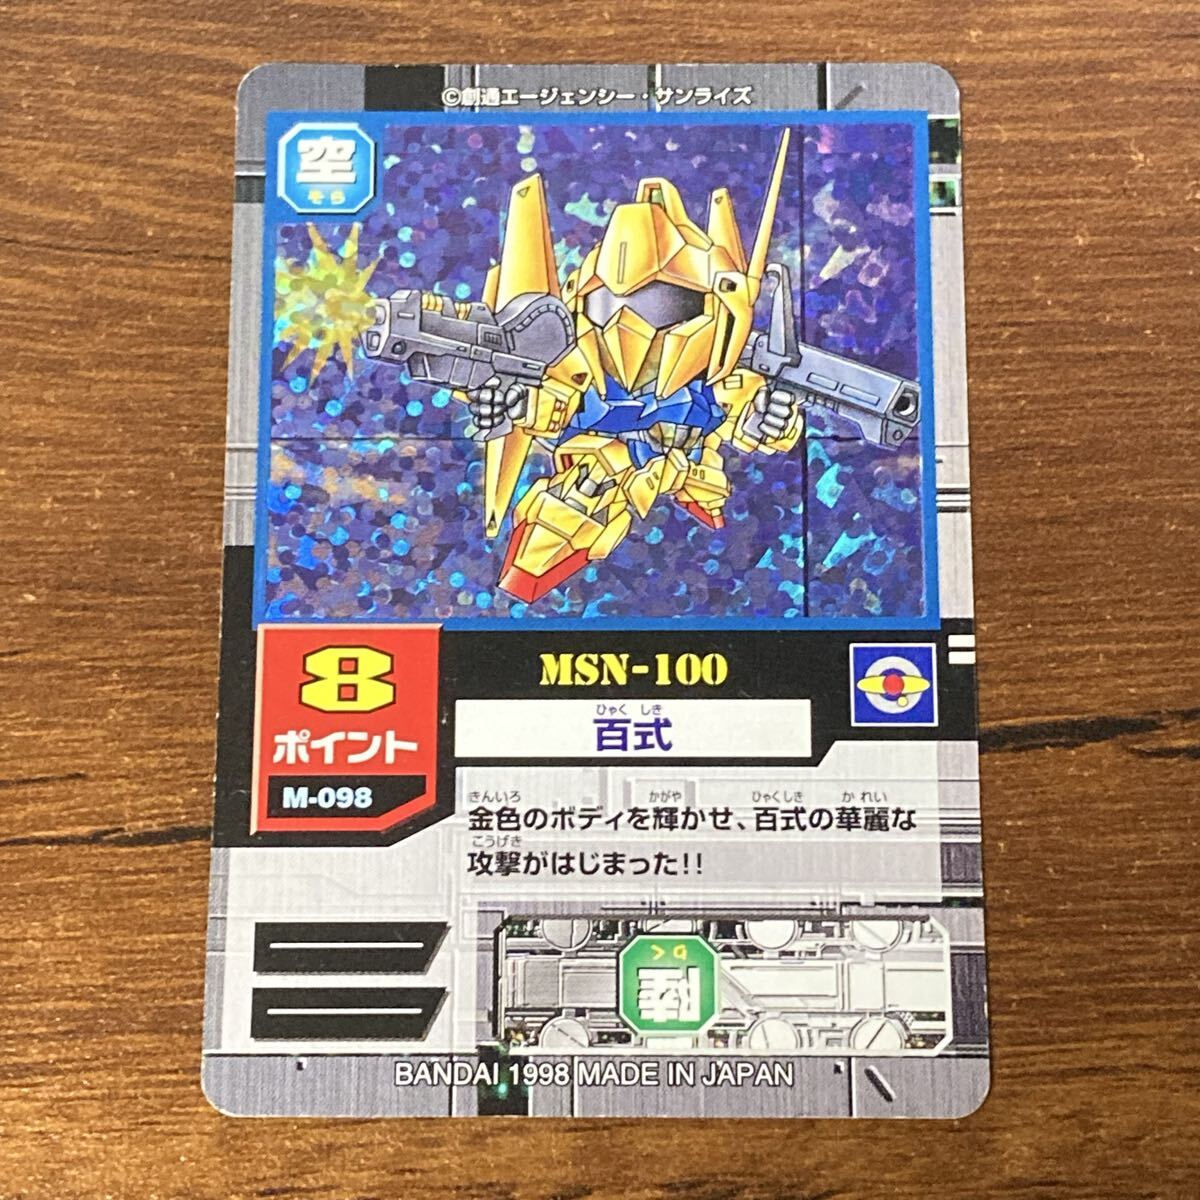 ©創通エージェンシー・サンライズ
空
そら
8
ポイント
M-098
MSN-100
ひゃく しき
百式
きんいろ かがや ひゃくしき か れい
金色のボディを輝かせ、百式の華麗な
こうげき
攻撃がはじまった!!
陸
りく
BANDAI 1998 MADE IN JAPAN